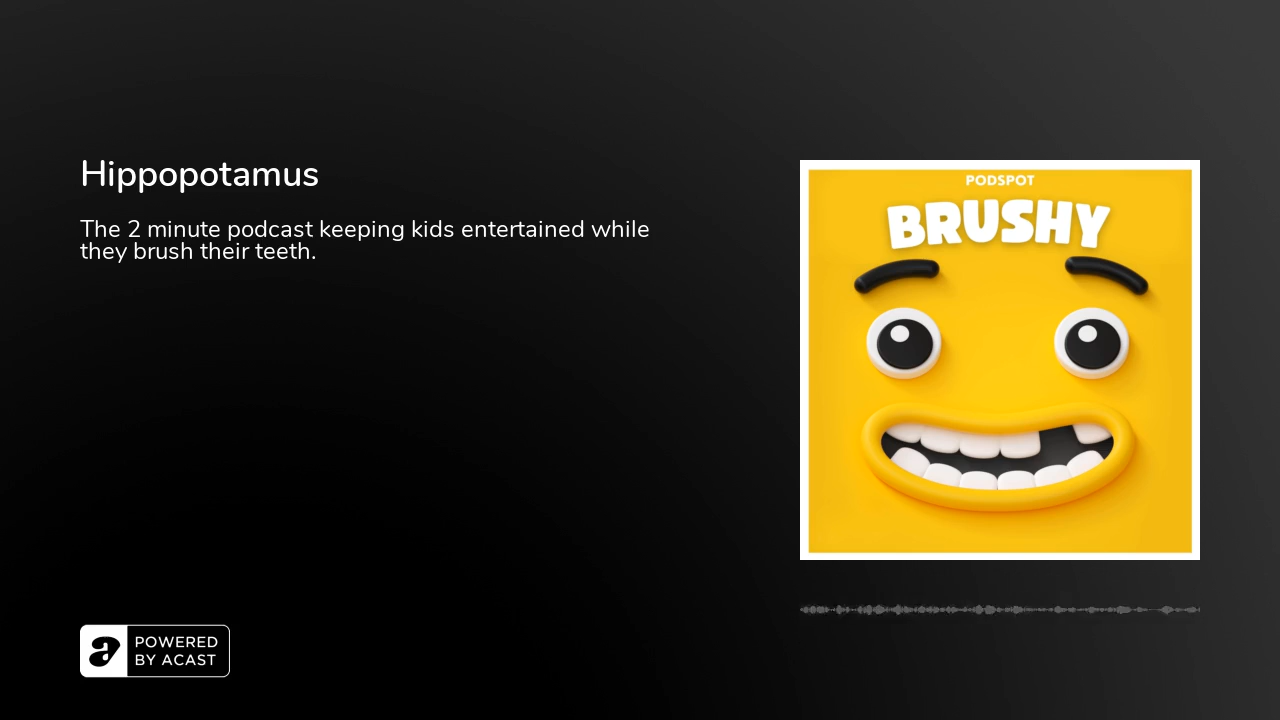 Hippopotamus
The 2 minute podcast keeping kids entertained while
they brush their teeth.
PODSPOT
BRUSHY
a
POWERED
BY ACAST